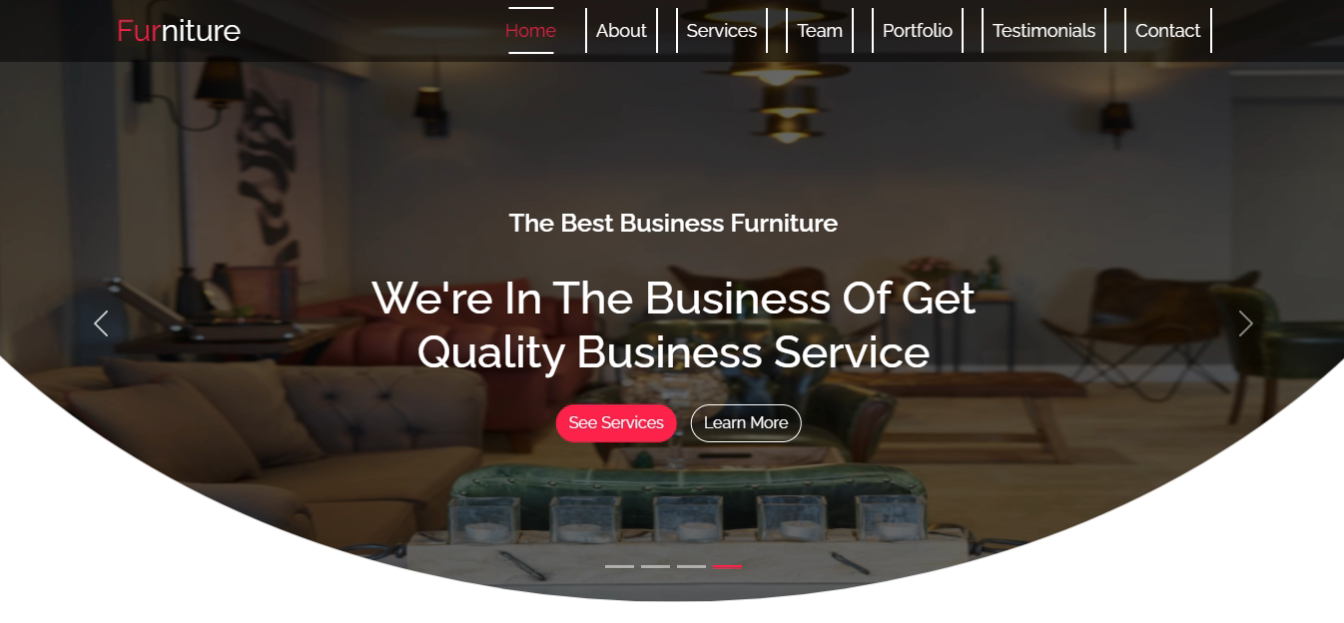 Furniture
Home About Services Team Portfolio Testimonials Contact
The Best Business Furniture
We're In The Business Of Get
Quality Business Service
See Services Learn More